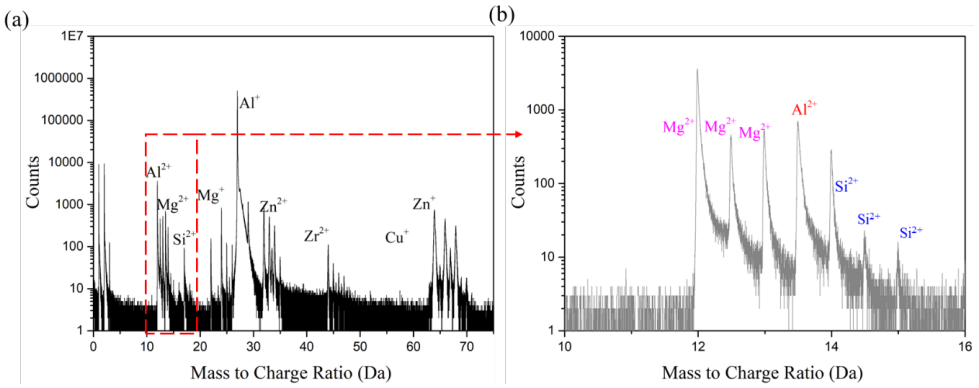 (a)
1E7
1000000
100000
10000
1000
100
10
1
Counts
Al⁺
Al²⁺
Mg²⁺
Si²⁺
Mg⁺
Zn²⁺
Zr²⁺
Cu⁺
Zn⁺
0 10 20 30 40 50 60 70
Mass to Charge Ratio (Da)
(b)
10000
1000
100
10
1
Counts
Mg²⁺ Mg²⁺ Mg²⁺
Al²⁺
Si²⁺
Si²⁺
Si²⁺
10 12 14 16
Mass to Charge Ratio (Da)